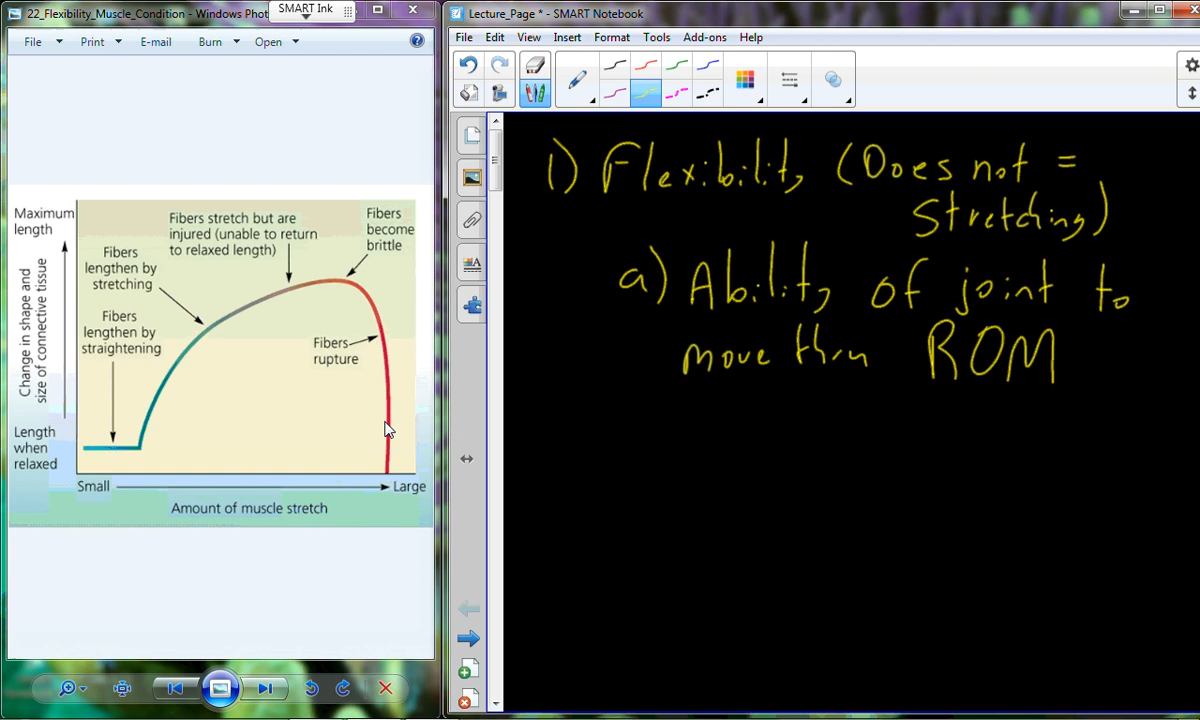 22_Flexibility_Muscle_Condition - Windows Phot
SMART Ink
File Print E-mail Burn Open
Maximum
length
Change in shape and
size of connective tissue
Length
when
relaxed
Fibers
lengthen by
straightening
Fibers
lengthen by
stretching
Fibers stretch but are
injured (unable to return
to relaxed length)
Fibers
become
brittle
Fibers
rupture
Small Large
Amount of muscle stretch
Lecture_Page * - SMART Notebook
File Edit View Insert Format Tools Add-ons Help
1) Flexibility (Does not =
Stretching)
a) Ability of joint to
move thru ROM